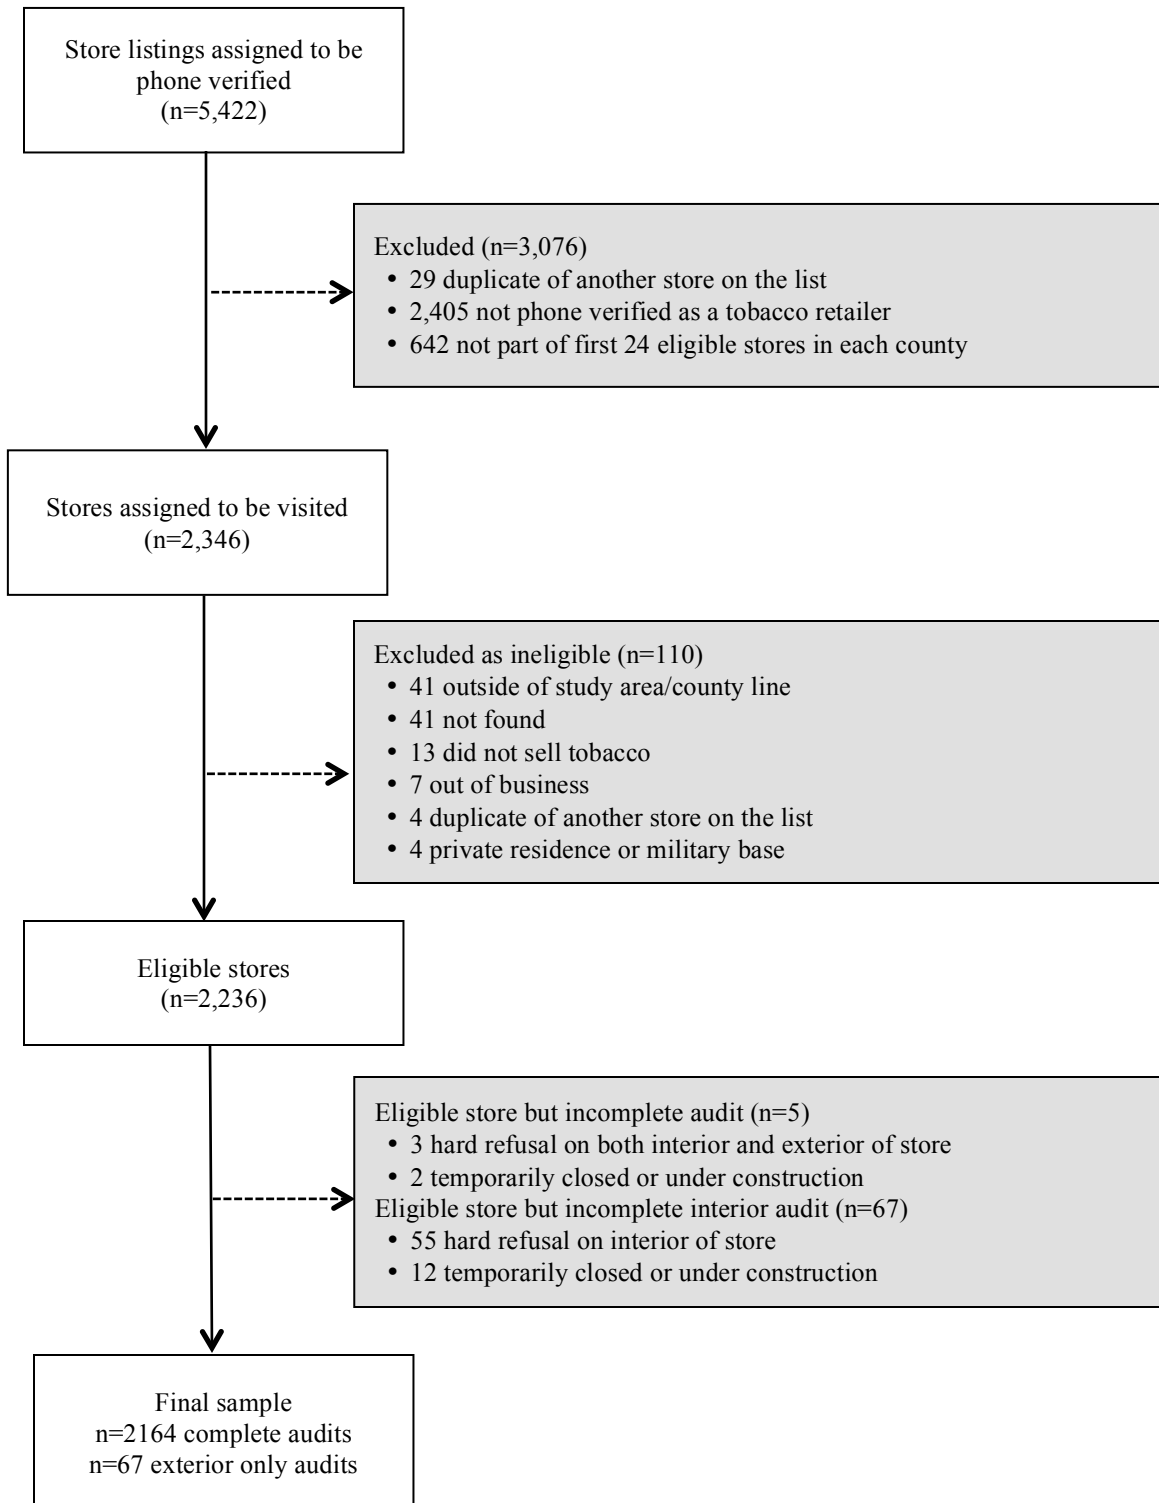 Store listings assigned to be
phone verified
(n=5,422)
Excluded (n=3,076)
• 29 duplicate of another store on the list
• 2,405 not phone verified as a tobacco retailer
• 642 not part of first 24 eligible stores in each county
Stores assigned to be visited
(n=2,346)
Excluded as ineligible (n=110)
• 41 outside of study area/county line
• 41 not found
• 13 did not sell tobacco
• 7 out of business
• 4 duplicate of another store on the list
• 4 private residence or military base
Eligible stores
(n=2,236)
Eligible store but incomplete audit (n=5)
• 3 hard refusal on both interior and exterior of store
• 2 temporarily closed or under construction
Eligible store but incomplete interior audit (n=67)
• 55 hard refusal on interior of store
• 12 temporarily closed or under construction
Final sample
n=2164 complete audits
n=67 exterior only audits